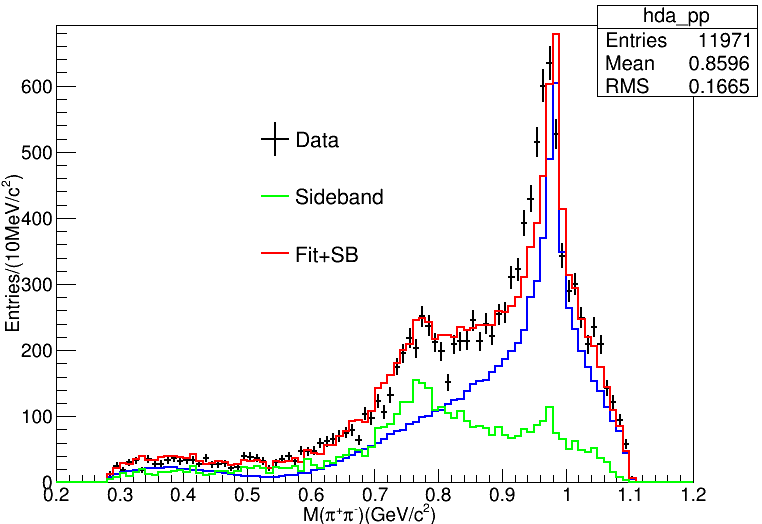 hda_pp
Entries 11971
Mean 0.8596
RMS 0.1665
Data
Sideband
Fit+SB
Entries/(10MeV/c²)
600
500
400
300
200
100
0
0.2 0.3 0.4 0.5 0.6 0.7 0.8 0.9 1 1.1 1.2
M(π⁺π⁻)(GeV/c²)